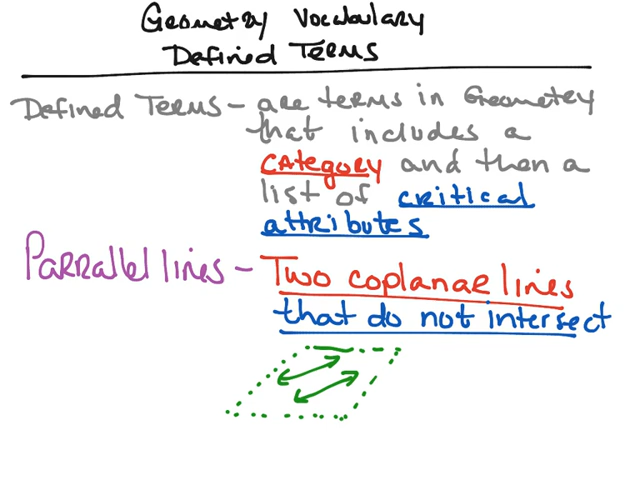 Geometry Vocabulary
Defined Terms
Defined Terms - are terms in Geometry
that includes a
category and then a
list of critical
attributes
Parrallel lines - Two coplanar lines
that do not intersect